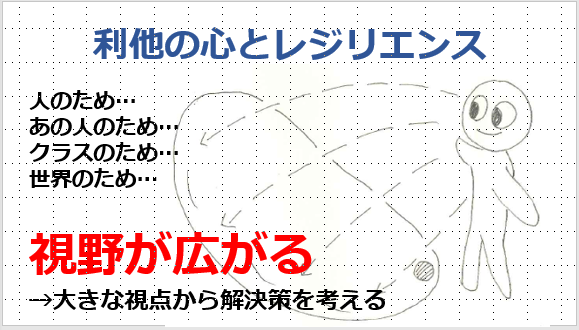 利他の心とレジリエンス
人のため…
あの人のため…
クラスのため…
世界のため…
視野が広がる
→大きな視点から解決策を考える